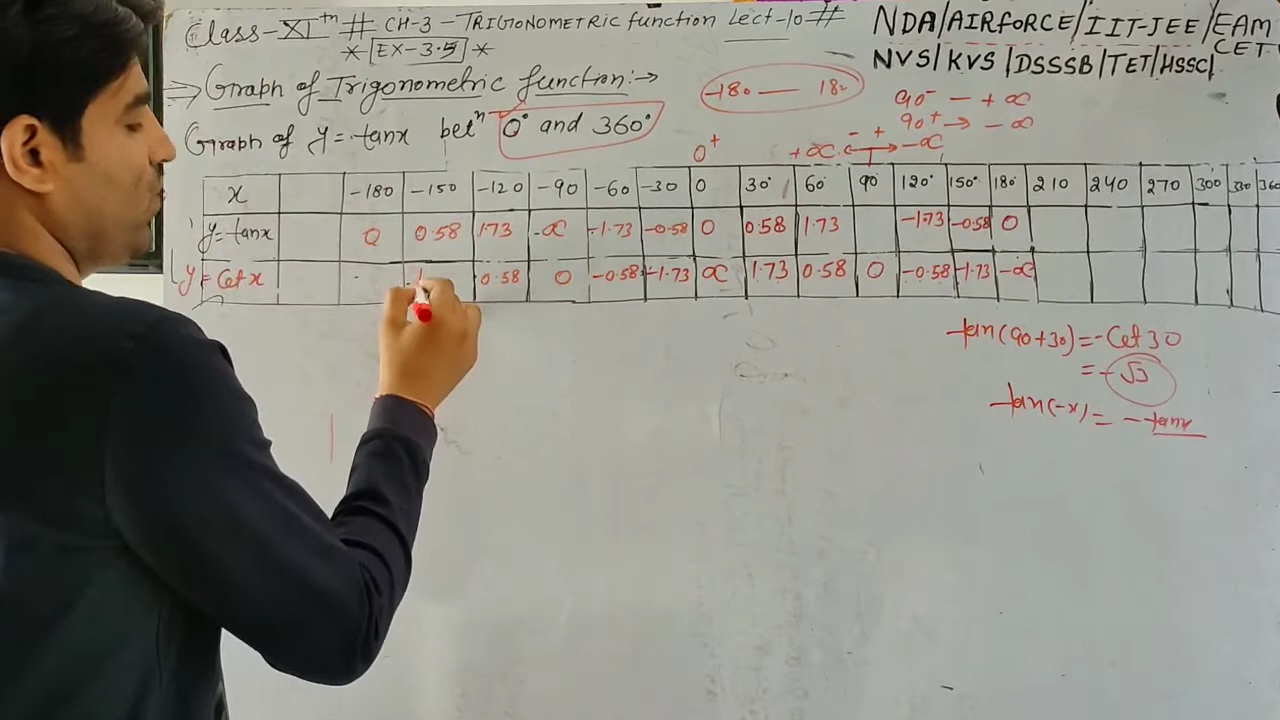 Class-XIth # CH-3 - TRIGONOMETRIC function Lect-10 #
* EX-3.5 *
NDA/AIRFORCE/IIT-JEE/EAM
CET
NVS/KVS/DSSSB/TET/HSSC/
⇒ Graph of Trigonometric function:→
-180 — 180
90⁻ — +∞
90⁺ → -∞
Graph of y = tanx betⁿ 0° and 360°
0⁺ +∞ ← - + → -∞
x -180 -150 -120 -90 -60 -30 0 30° 60° 90° 120° 150° 180° 210 240 270 300 330 360
y=tanx 0 0.58 1.73 -∞ -1.73 -0.58 0 0.58 1.73 -1.73 -0.58 0
y=Cotx 1 0.58 0 -0.58 -1.73 ∞ 1.73 0.58 0 -0.58 -1.73 -∞
tan(90+30) = -Cot 30
= -√3
tan(-x) = -tanx